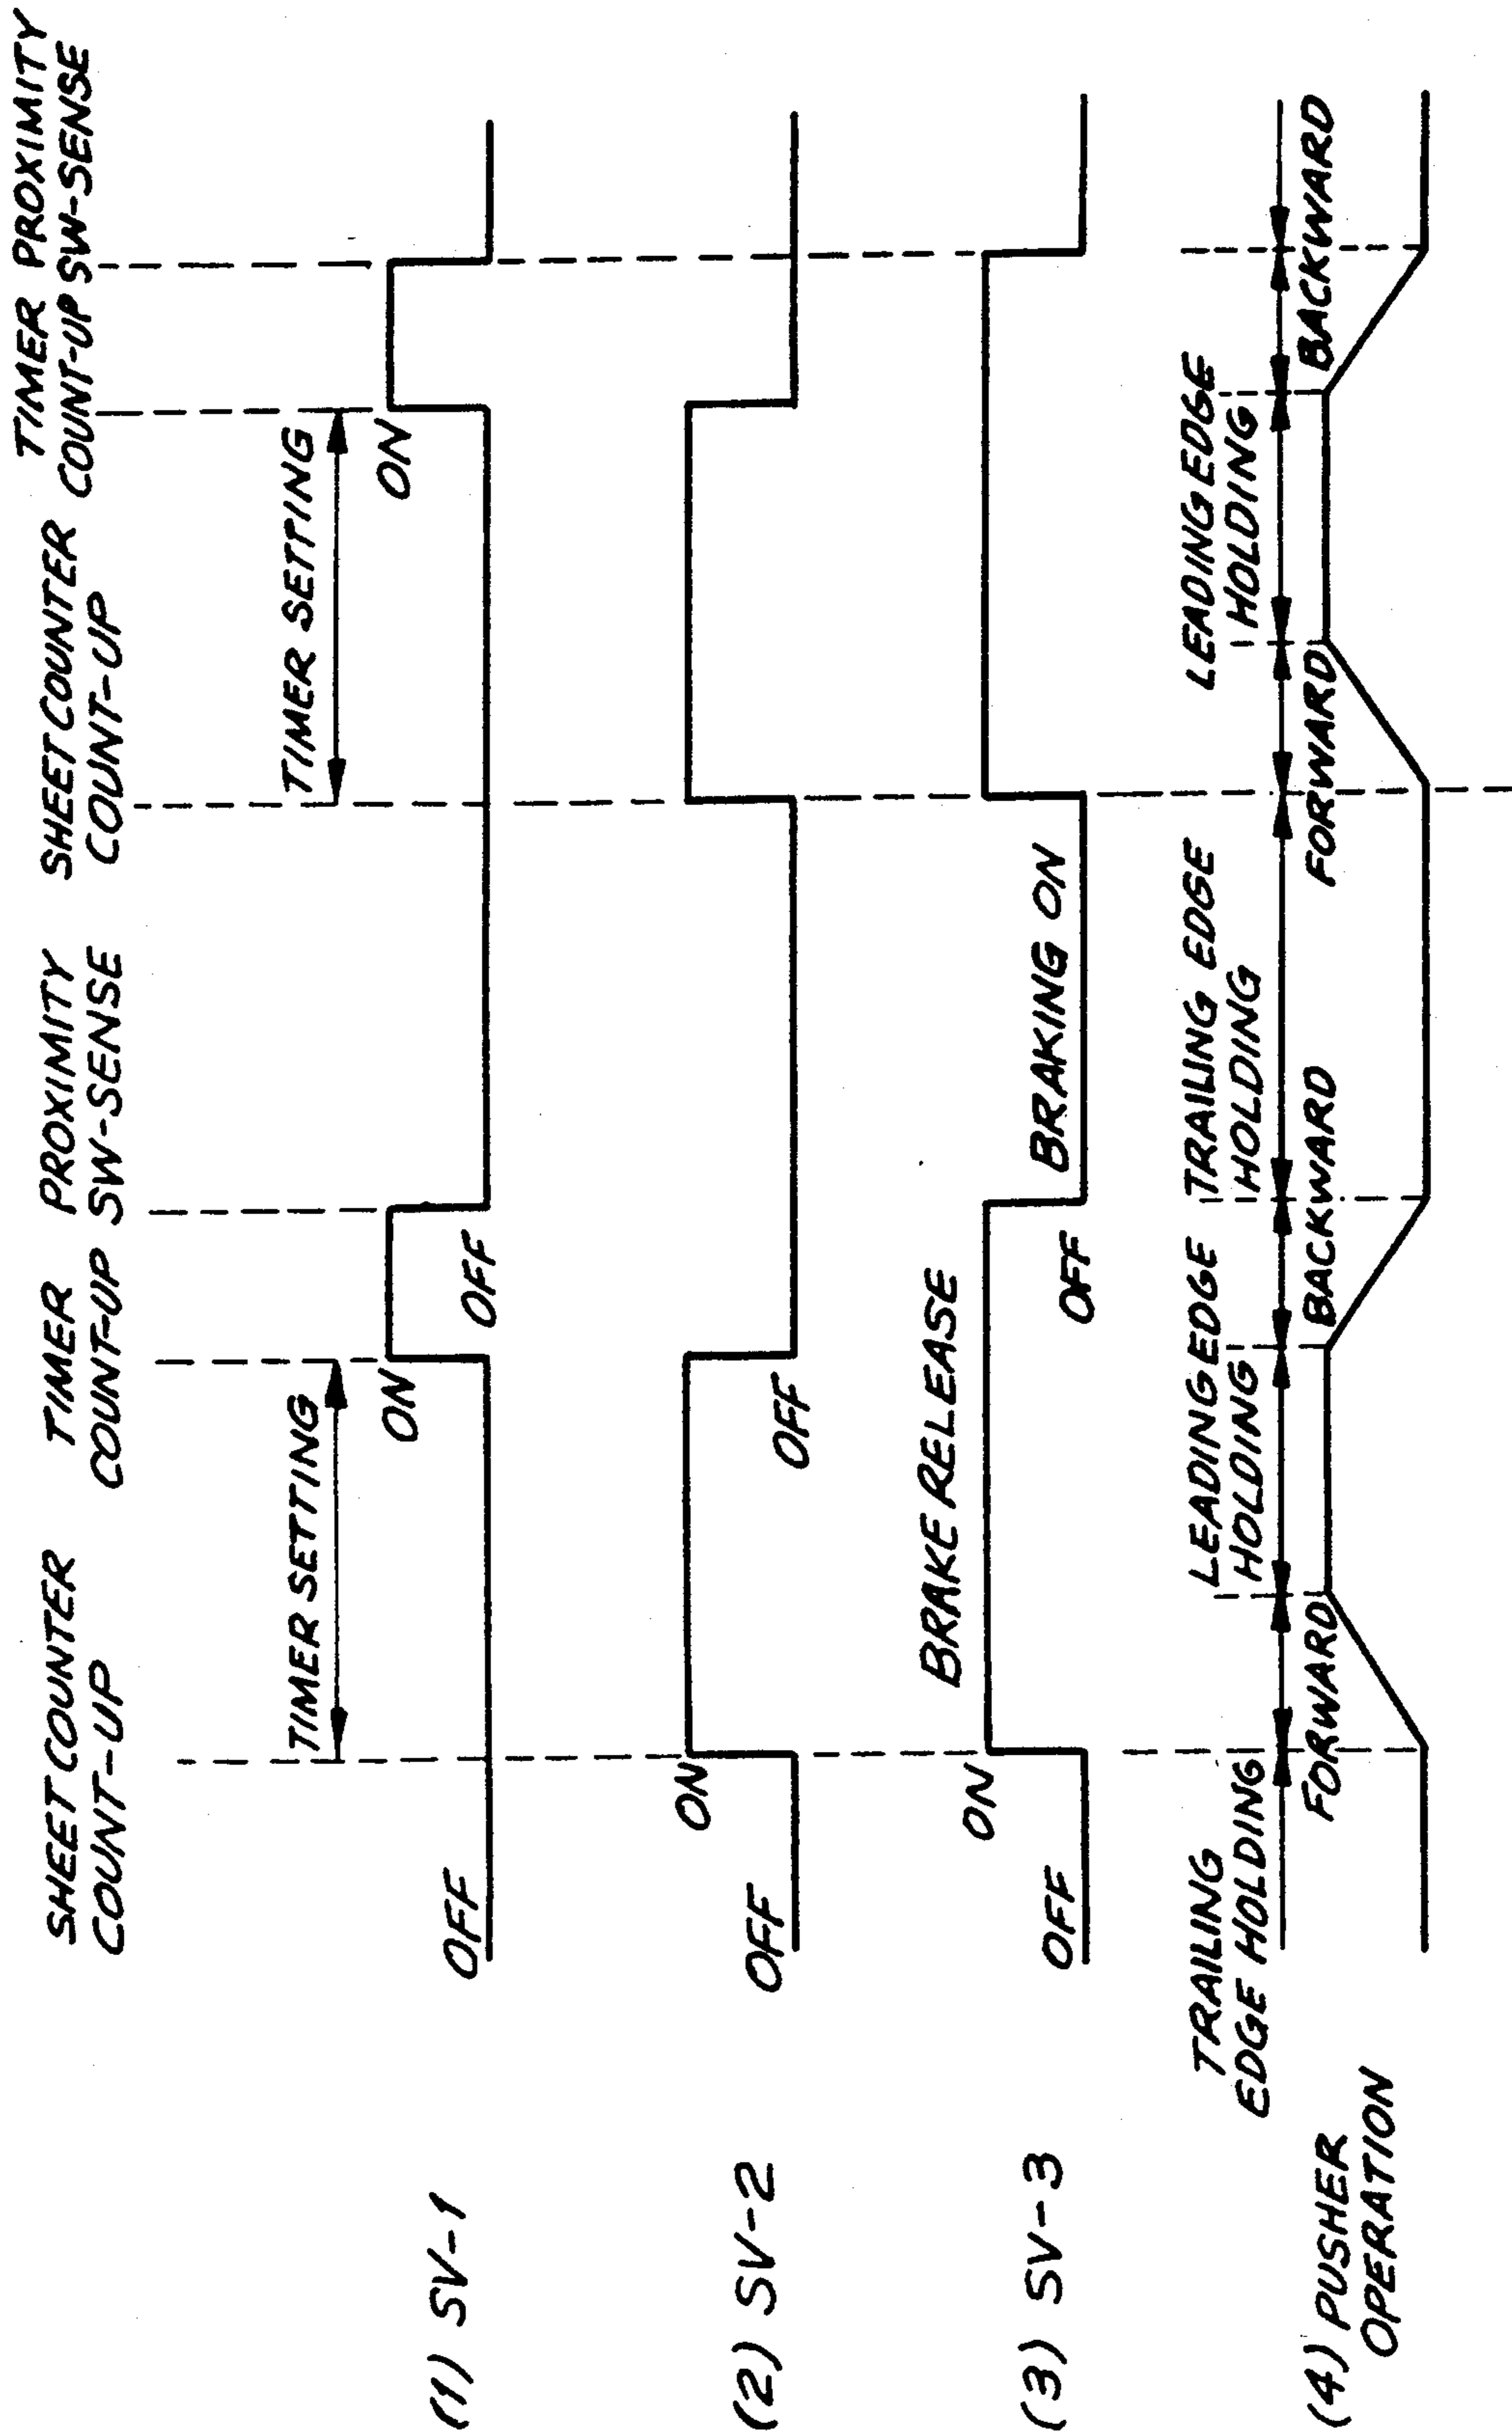 SHEET COUNTER
COUNT-UP
TIMER
COUNT-UP
PROXIMITY
SW-SENSE
SHEET COUNTER
COUNT-UP
TIMER
COUNT-UP
PROXIMITY
SW-SENSE
TIMER SETTING
TIMER SETTING
(1) SV-1
OFF
ON
OFF
ON
(2) SV-2
OFF
ON
OFF
(3) SV-3
OFF
ON
BRAKE RELEASE
OFF
BRAKING ON
TRAILING
EDGE HOLDING
LEADING EDGE
HOLDING
TRAILING EDGE
HOLDING
LEADING EDGE
HOLDING
(4) PUSHER
OPERATION
FORWARD
BACKWARD
FORWARD
BACKWARD